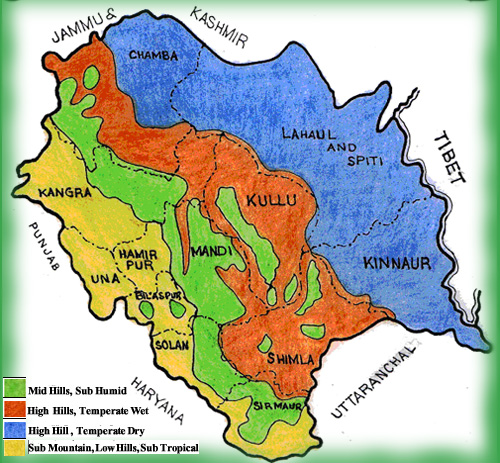 JAMMU &
KASHMIR
CHAMBA
LAHAUL
AND
SPITI
TIBET
KANGRA
KULLU
PUNJAB
HAMIR
PUR
MANDI
KINNAUR
UNA
BILASPUR
SOLAN
SHIMLA
HARYANA
SIRMAUR
UTTARANCHAL
Mid Hills, Sub Humid
High Hills, Temperate Wet
High Hill , Temperate Dry
Sub Mountain, Low Hills, Sub Tropical